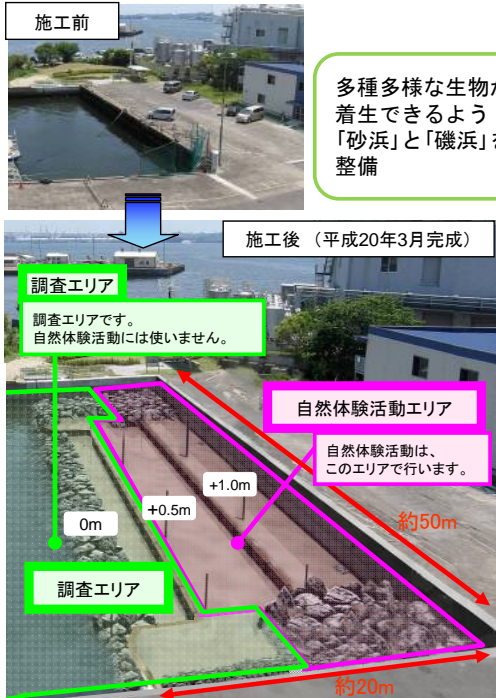 施工前
多種多様な生物が
着生できるよう
「砂浜」と「磯浜」を
整備
施工後 （平成20年3月完成）
調査エリア
調査エリアです。
自然体験活動には使いません。
自然体験活動エリア
自然体験活動は、
このエリアで行います。
+1.0m
+0.5m
0m
約50m
調査エリア
約20m